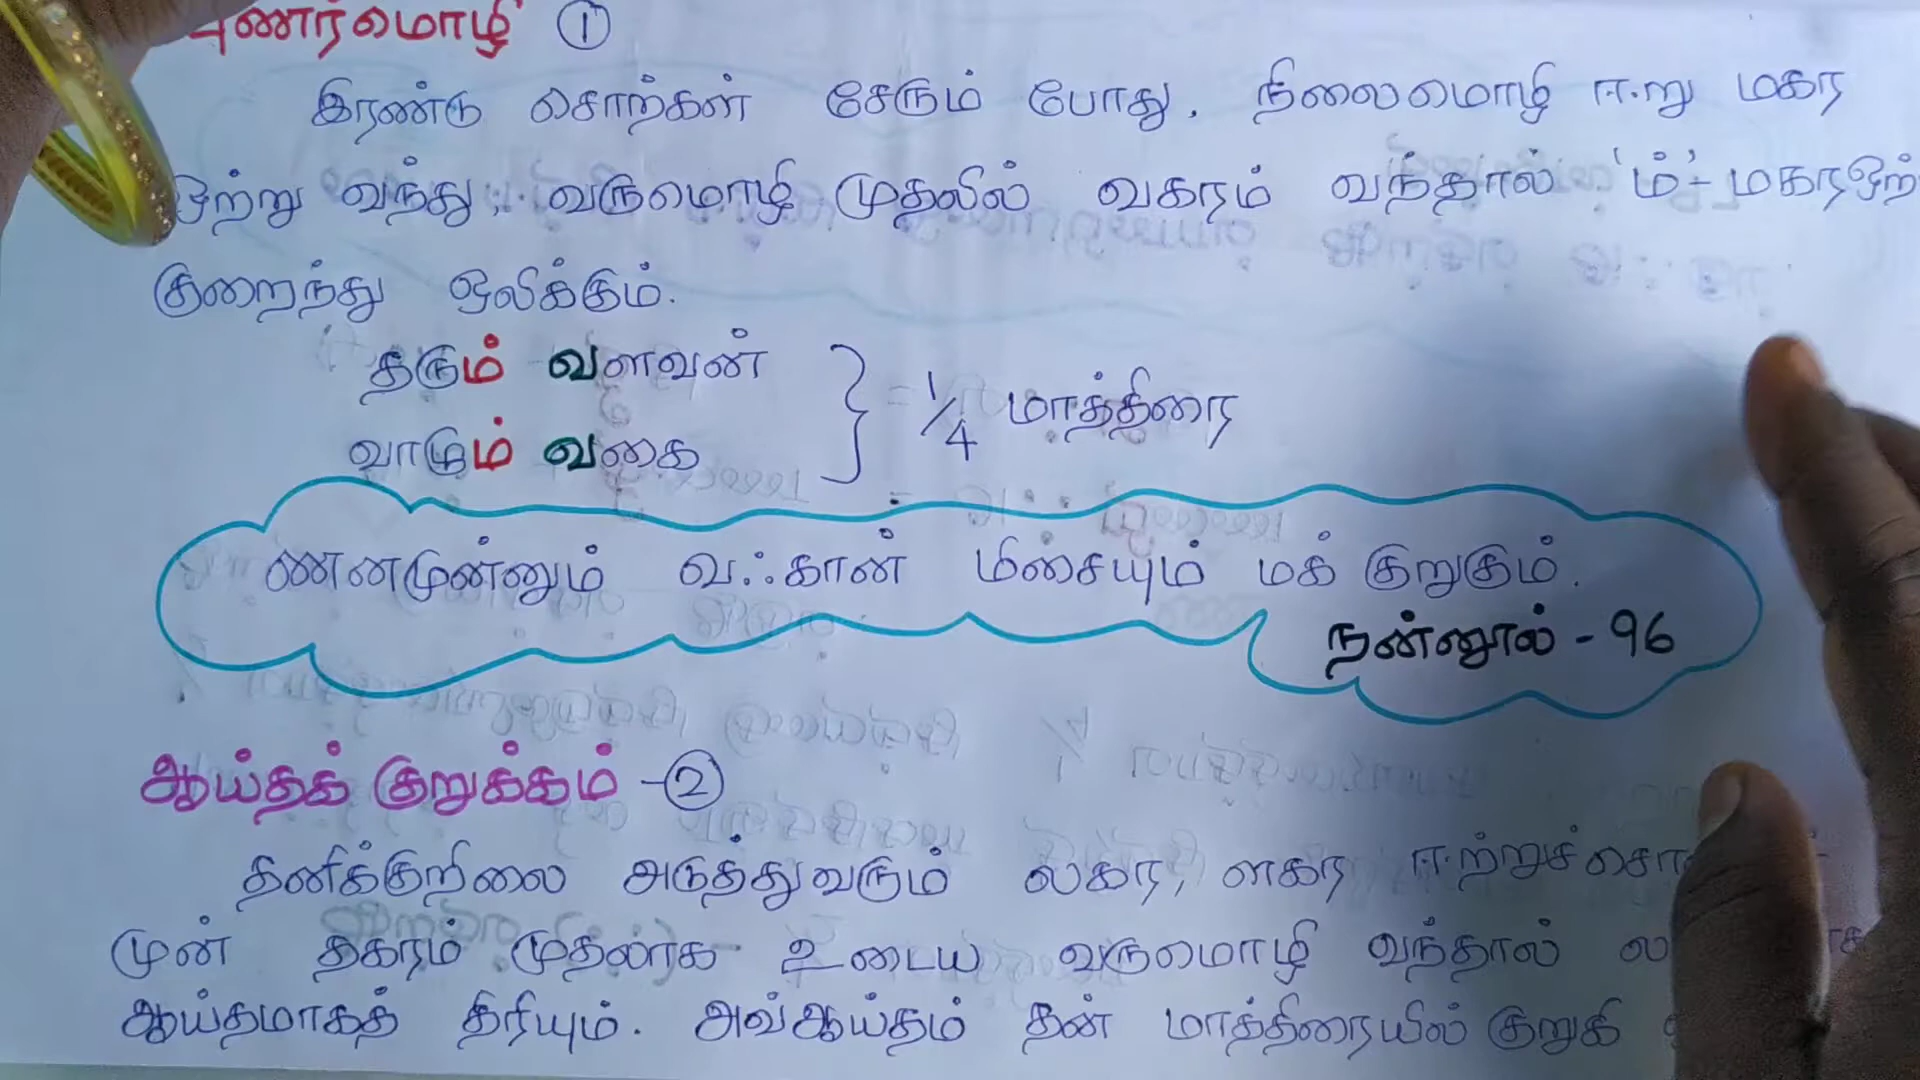 புணர்மொழி ①
இரண்டு சொற்கள் சேரும் போது, நிலைமொழி ஈற்று மகர
ஒற்று வந்து, வருமொழி முதலில் வகரம் வந்தால் 'ம்' - மகரஒற்
குறைந்து ஒலிக்கும்.
தரும் வளவன்
வாடும் வகை
} = 1/4 மாத்திரை
ணனமுன்னும் வஃகான் மிசையும் மக் குறுகும்.
நன்னூல் - 96
ஆய்தக் குறுக்கம் - ②
தனிக்குறிலை அடுத்துவரும் லகர, ளகர ஈற்றுச்
முன் தகரம் முதலாக உடைய வருமொழி வந்தால்
ஆய்தமாகத் திரியும். அவ்ஆய்தம் தன் மாத்திரையில் குறுகி